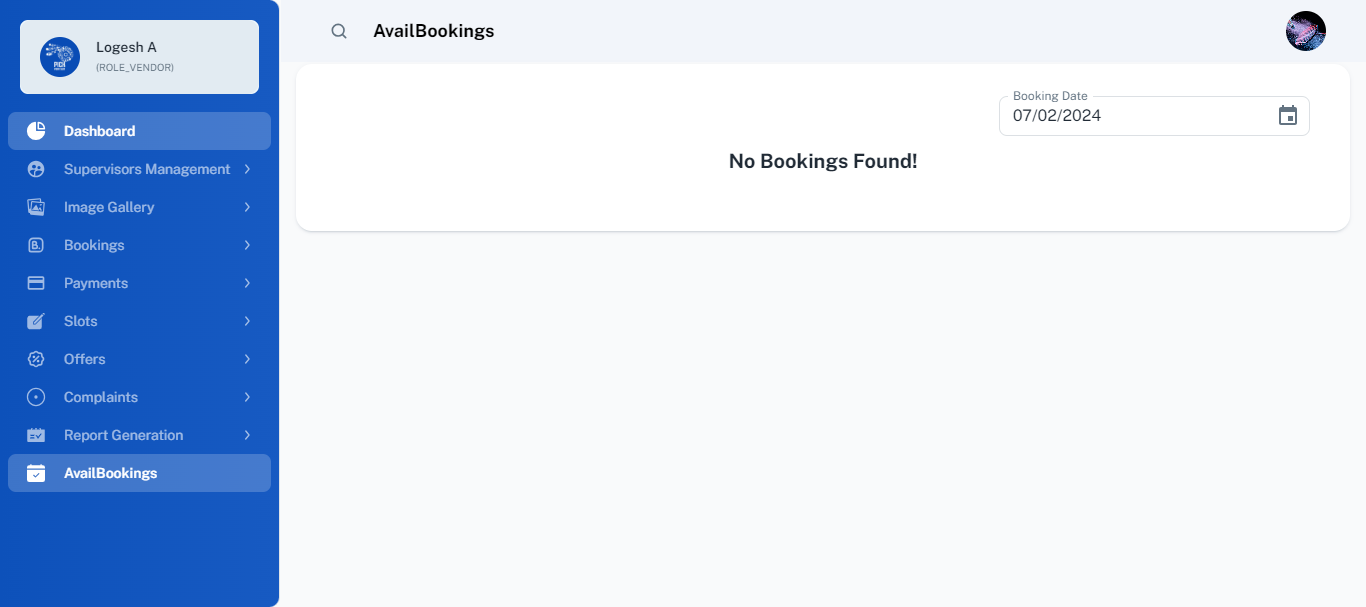 Logesh A
(ROLE_VENDOR)
Dashboard
Supervisors Management
Image Gallery
Bookings
Payments
Slots
Offers
Complaints
Report Generation
AvailBookings
AvailBookings
Booking Date
07/02/2024
No Bookings Found!